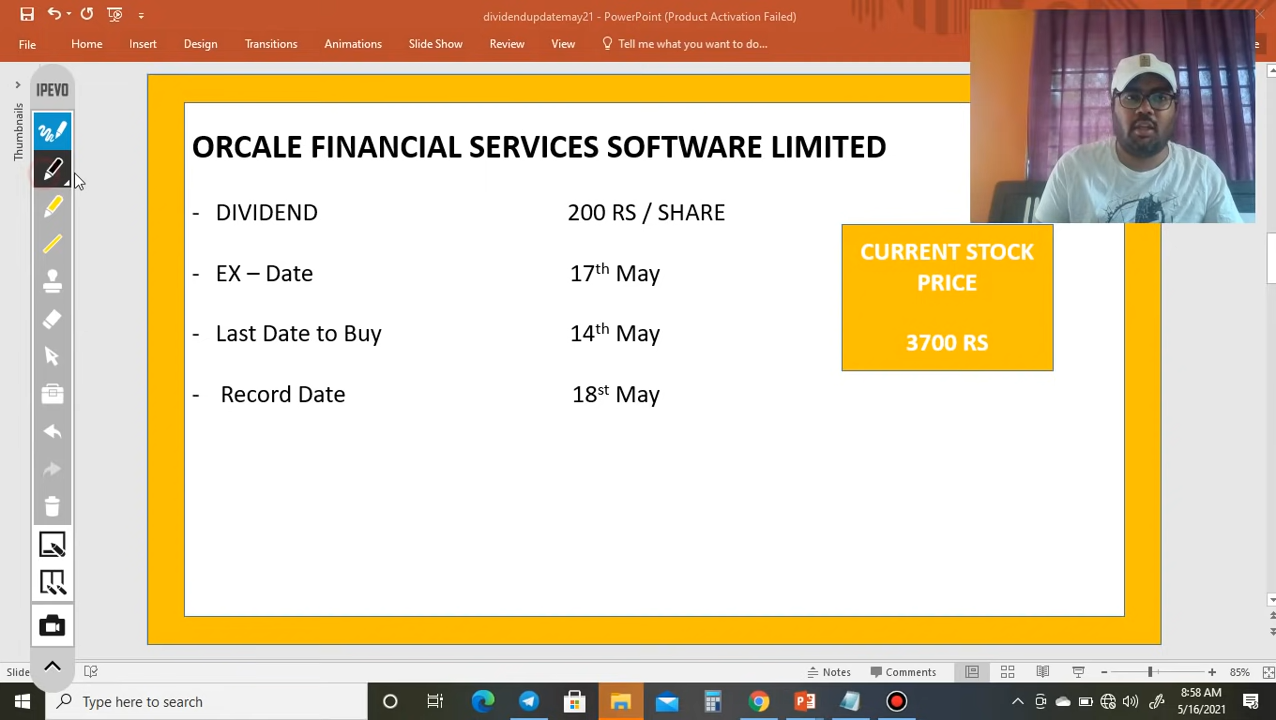 dividendupdatemay21 - PowerPoint (Product Activation Failed)
File Home Insert Design Transitions Animations Slide Show Review View Tell me what you want to do...
IPEVO
Thumbnails
ORCALE FINANCIAL SERVICES SOFTWARE LIMITED
- DIVIDEND 200 RS / SHARE
- EX – Date 17th May
- Last Date to Buy 14th May
- Record Date 18st May
CURRENT STOCK
PRICE
3700 RS
Slide Notes Comments 85%
Type here to search
8:58 AM
5/16/2021